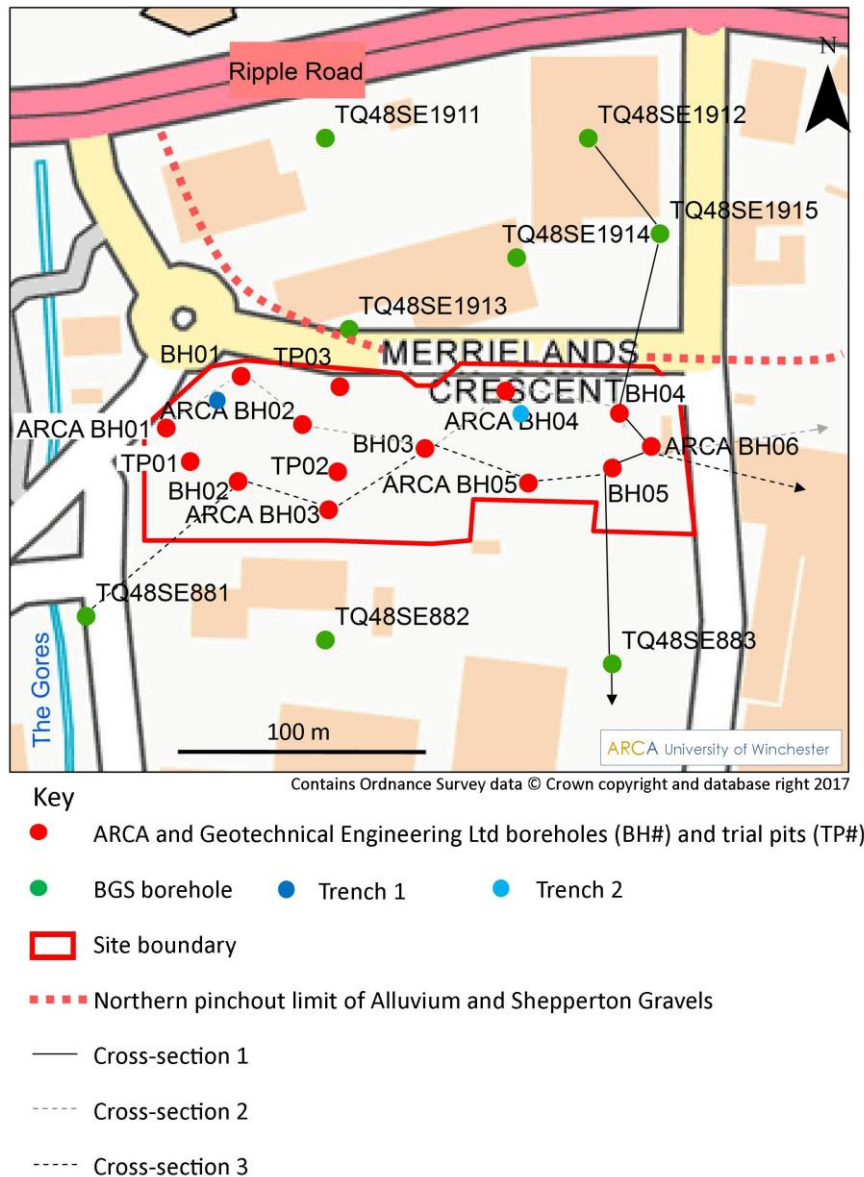 N
Ripple Road
TQ48SE1911
TQ48SE1912
TQ48SE1915
TQ48SE1914
TQ48SE1913
MERRIELANDS
CRESCENT
BH01
TP03
BH04
ARCA BH02
ARCA BH04
ARCA BH01
BH03
ARCA BH06
TP01
TP02
BH02
ARCA BH05
BH05
ARCA BH03
TQ48SE881
TQ48SE882
TQ48SE883
The Gores
100 m
ARCA University of Winchester
Contains Ordnance Survey data © Crown copyright and database right 2017
Key
ARCA and Geotechnical Engineering Ltd boreholes (BH#) and trial pits (TP#)
BGS borehole Trench 1 Trench 2
Site boundary
Northern pinchout limit of Alluvium and Shepperton Gravels
Cross-section 1
Cross-section 2
Cross-section 3